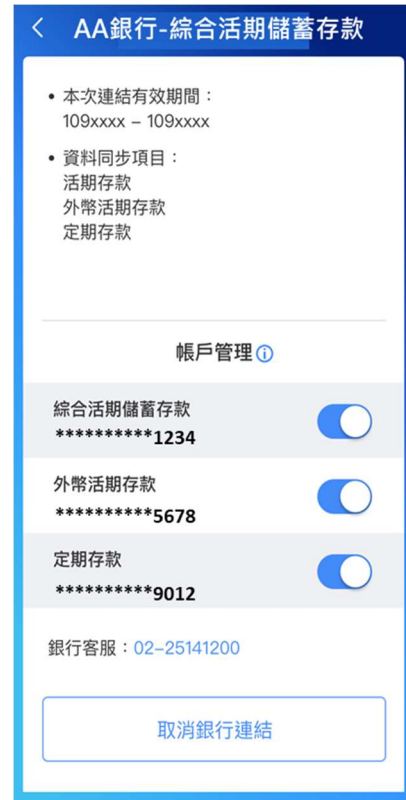 AA銀行-綜合活期儲蓄存款
• 本次連結有效期間：
109xxxx – 109xxxx
• 資料同步項目：
活期存款
外幣活期存款
定期存款
帳戶管理
綜合活期儲蓄存款
**********1234
外幣活期存款
**********5678
定期存款
**********9012
銀行客服：02-25141200
取消銀行連結